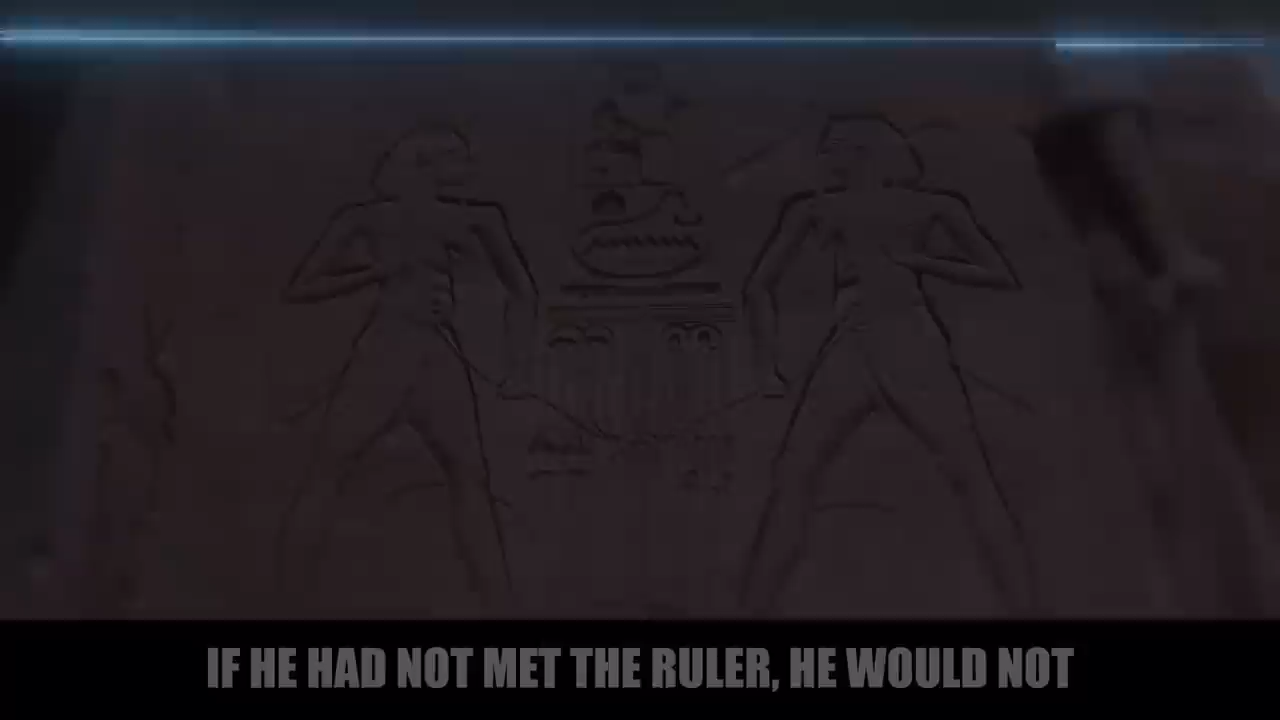 IF HE HAD NOT MET THE RULER, HE WOULD NOT